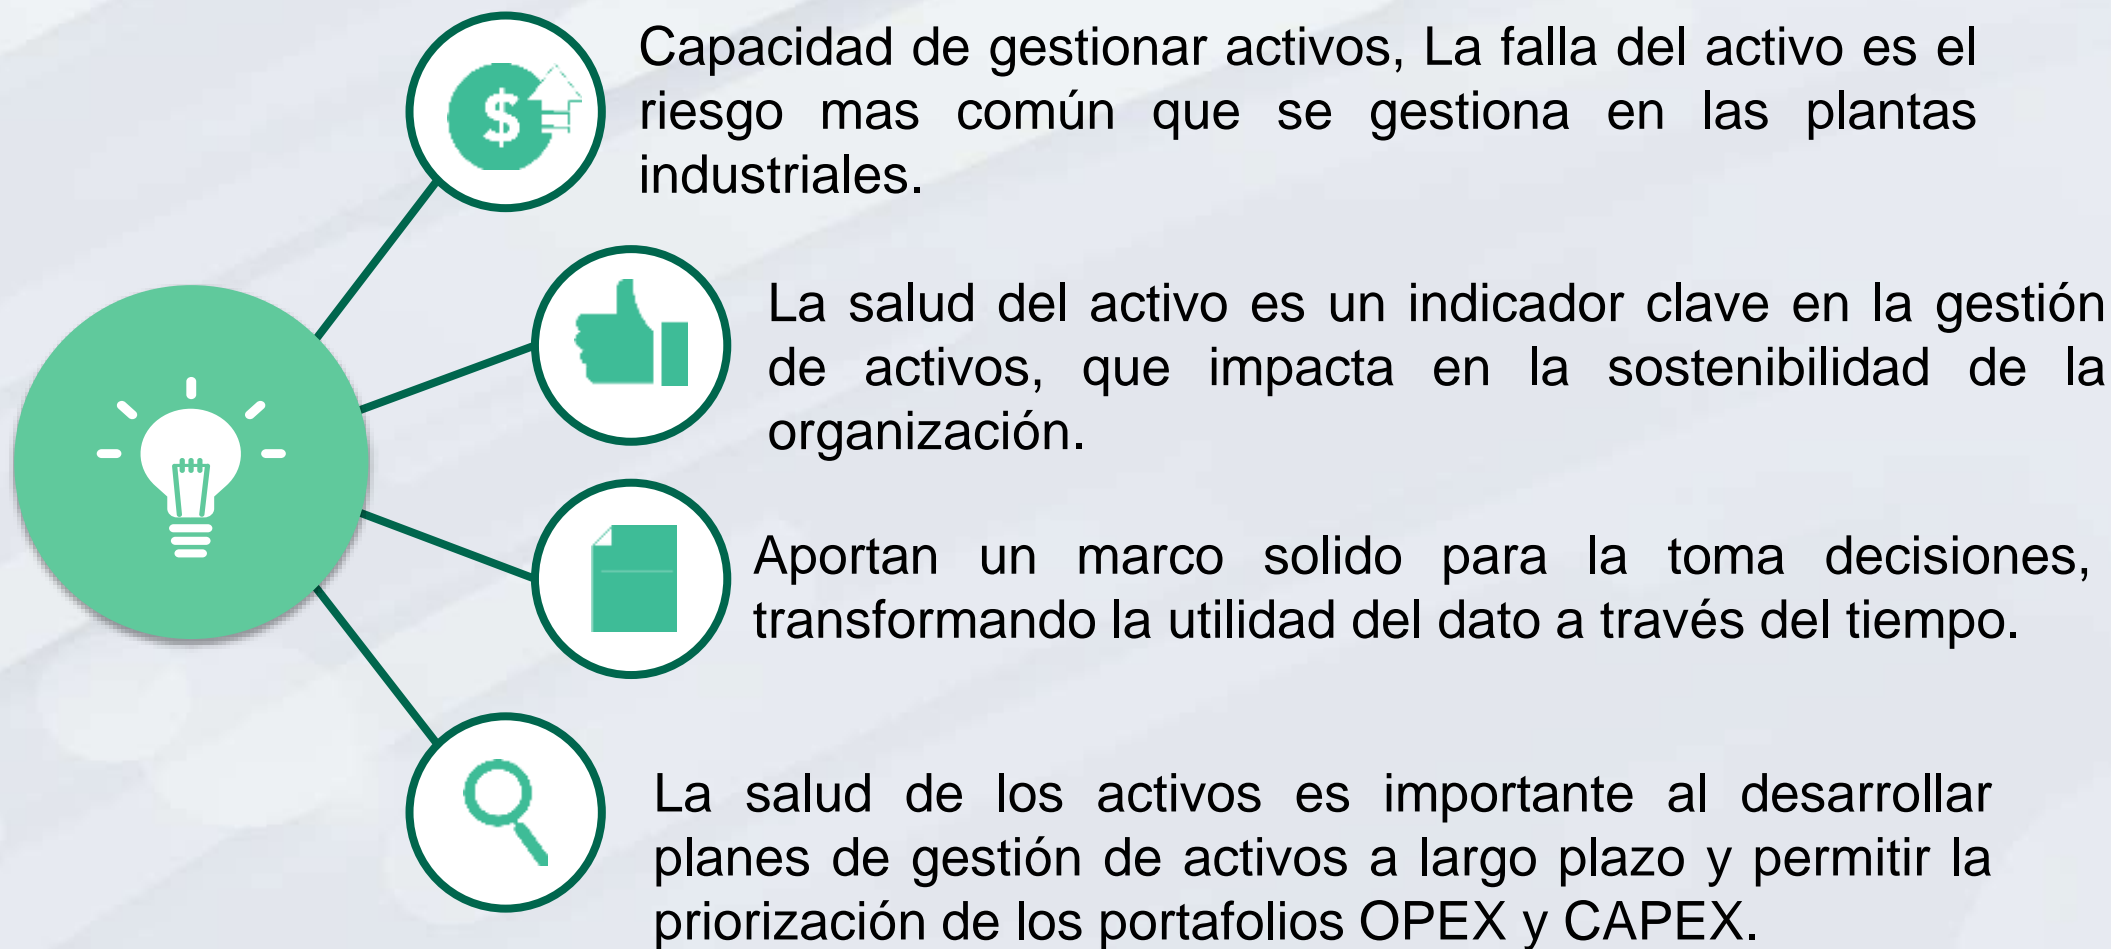 $
Capacidad de gestionar activos, La falla del activo es el
riesgo mas común que se gestiona en las plantas
industriales.
La salud del activo es un indicador clave en la gestión
de activos, que impacta en la sostenibilidad de la
organización.
Aportan un marco solido para la toma decisiones,
transformando la utilidad del dato a través del tiempo.
La salud de los activos es importante al desarrollar
planes de gestión de activos a largo plazo y permitir la
priorización de los portafolios OPEX y CAPEX.